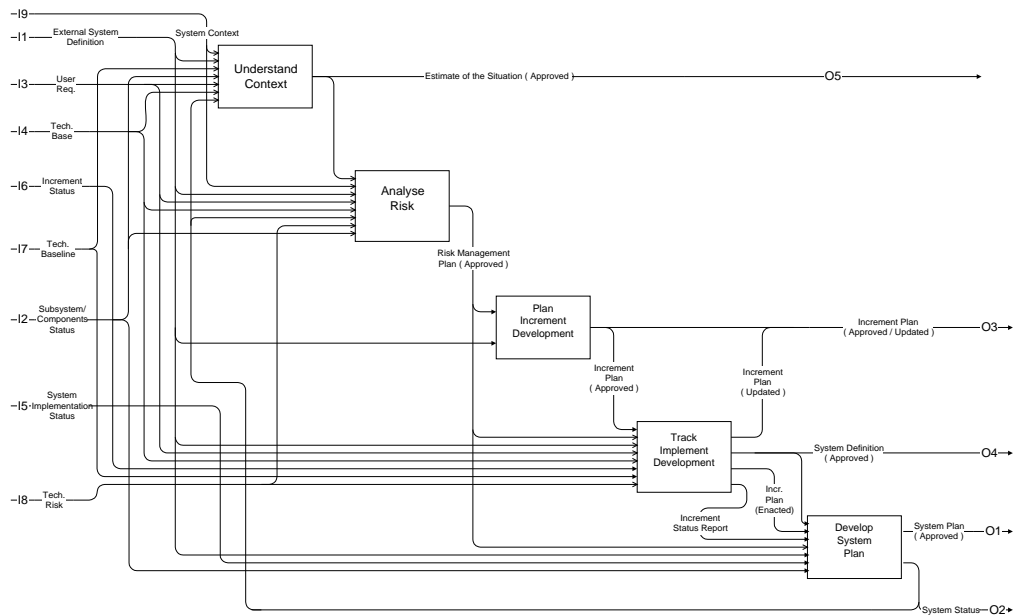 I9
I1
External System
Definition
System Context
Understand
Context
Estimate of the Situation ( Approved )
O5
I3
User
Req.
I4
Tech.
Base
I6
Increment
Status
Analyse
Risk
I7
Tech.
Baseline
Risk Management
Plan ( Approved )
I2
Subsystem/
Components
Status
Plan
Increment
Development
Increment Plan
( Approved / Updated )
O3
Increment
Plan
( Approved )
Increment
Plan
( Updated )
I5
System
Implementation
Status
Track
Implement
Development
System Definition
( Approved )
O4
I8
Tech.
Risk
Incr.
Plan
(Enacted)
Increment
Status Report
Develop
System
Plan
System Plan
( Approved )
O1
System Status
O2